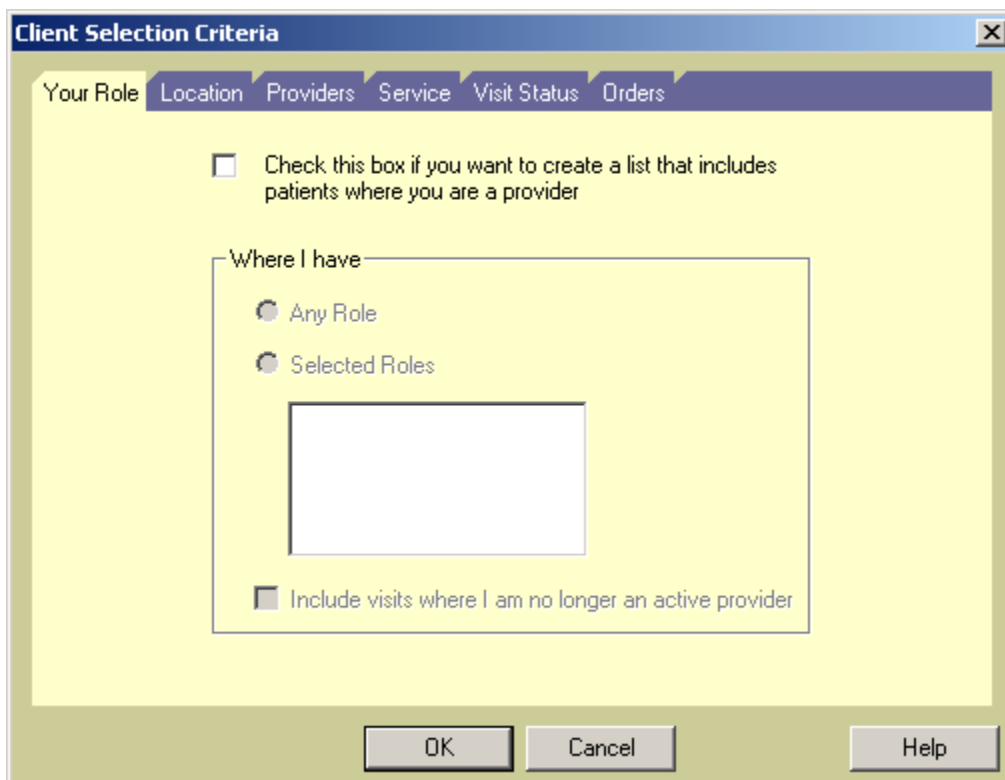 Client Selection Criteria
Your Role Location Providers Service Visit Status Orders
Check this box if you want to create a list that includes
patients where you are a provider
Where I have
Any Role
Selected Roles
Include visits where I am no longer an active provider
OK Cancel Help